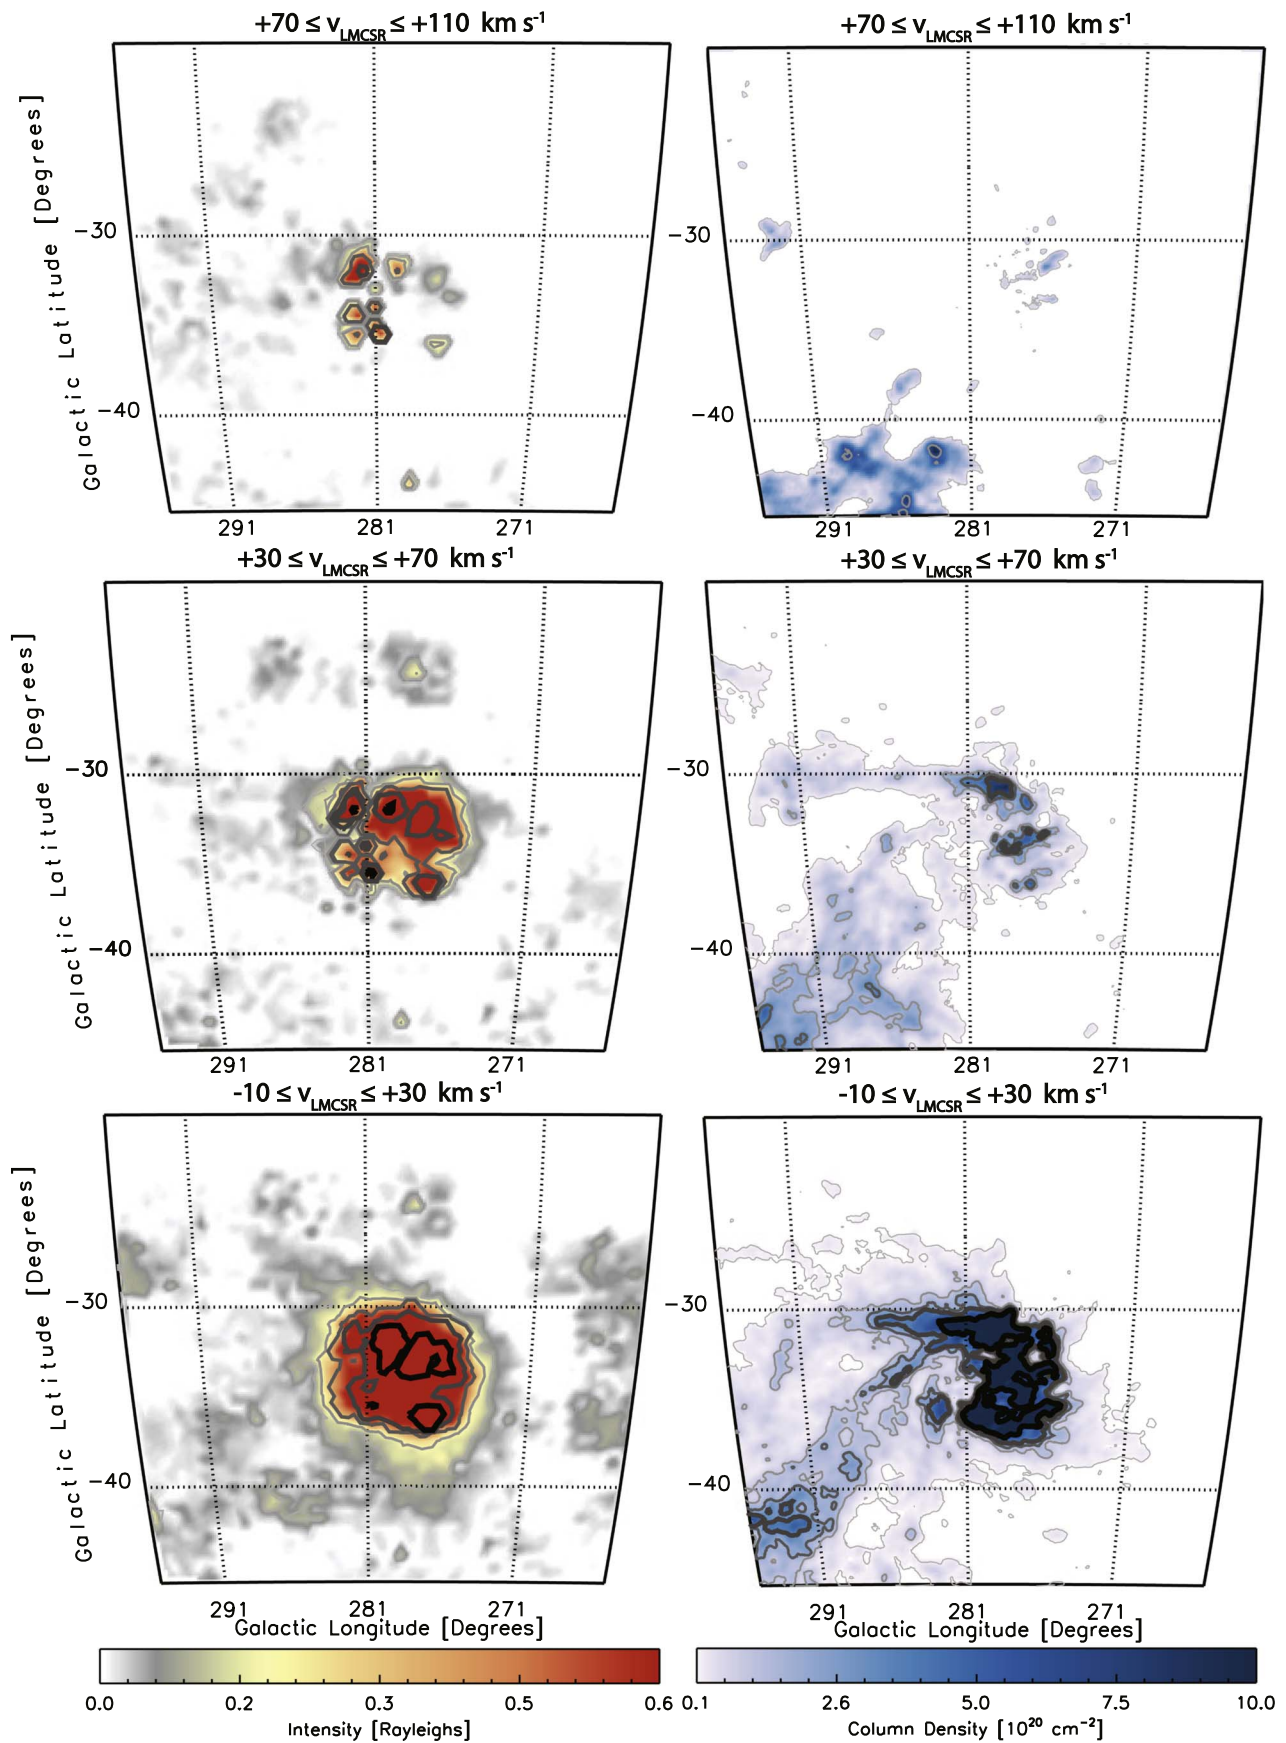 +70 ≤ v_LMCSR ≤ +110 km s⁻¹
+70 ≤ v_LMCSR ≤ +110 km s⁻¹
Galactic Latitude [Degrees]
−30
−40
291 281 271
−30
−40
291 281 271
+30 ≤ v_LMCSR ≤ +70 km s⁻¹
+30 ≤ v_LMCSR ≤ +70 km s⁻¹
Galactic Latitude [Degrees]
−30
−40
291 281 271
−30
−40
291 281 271
-10 ≤ v_LMCSR ≤ +30 km s⁻¹
-10 ≤ v_LMCSR ≤ +30 km s⁻¹
Galactic Latitude [Degrees]
−30
−40
291 281 271
Galactic Longitude [Degrees]
−30
−40
291 281 271
Galactic Longitude [Degrees]
0.0 0.2 0.3 0.5 0.6
Intensity [Rayleighs]
0.1 2.6 5.0 7.5 10.0
Column Density [10²⁰ cm⁻²]